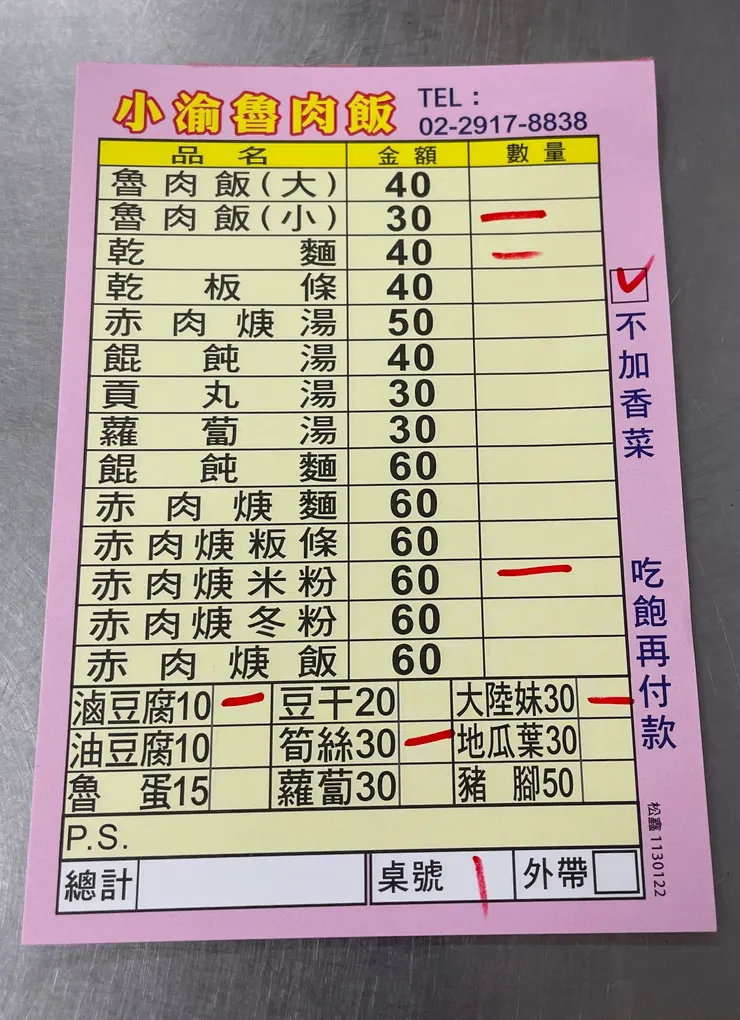 小渝魯肉飯
TEL：
02-2917-8838
品名 金額 數量
魯肉飯(大) 40
魯肉飯(小) 30 一
乾麵 40 一
乾板條 40
赤肉焿湯 50
餛飩湯 40
貢丸湯 30
蘿蔔湯 30
餛飩麵 60
赤肉焿麵 60
赤肉焿粄條 60
赤肉焿米粉 60 一
赤肉焿冬粉 60
赤肉焿飯 60
滷豆腐10 一 豆干20 大陸妹30 一
油豆腐10 筍絲30 一 地瓜葉30
魯蛋15 蘿蔔30 豬腳50
P.S.
總計 桌號 1 外帶
不加香菜
吃飽再付款
松鑫 1130122